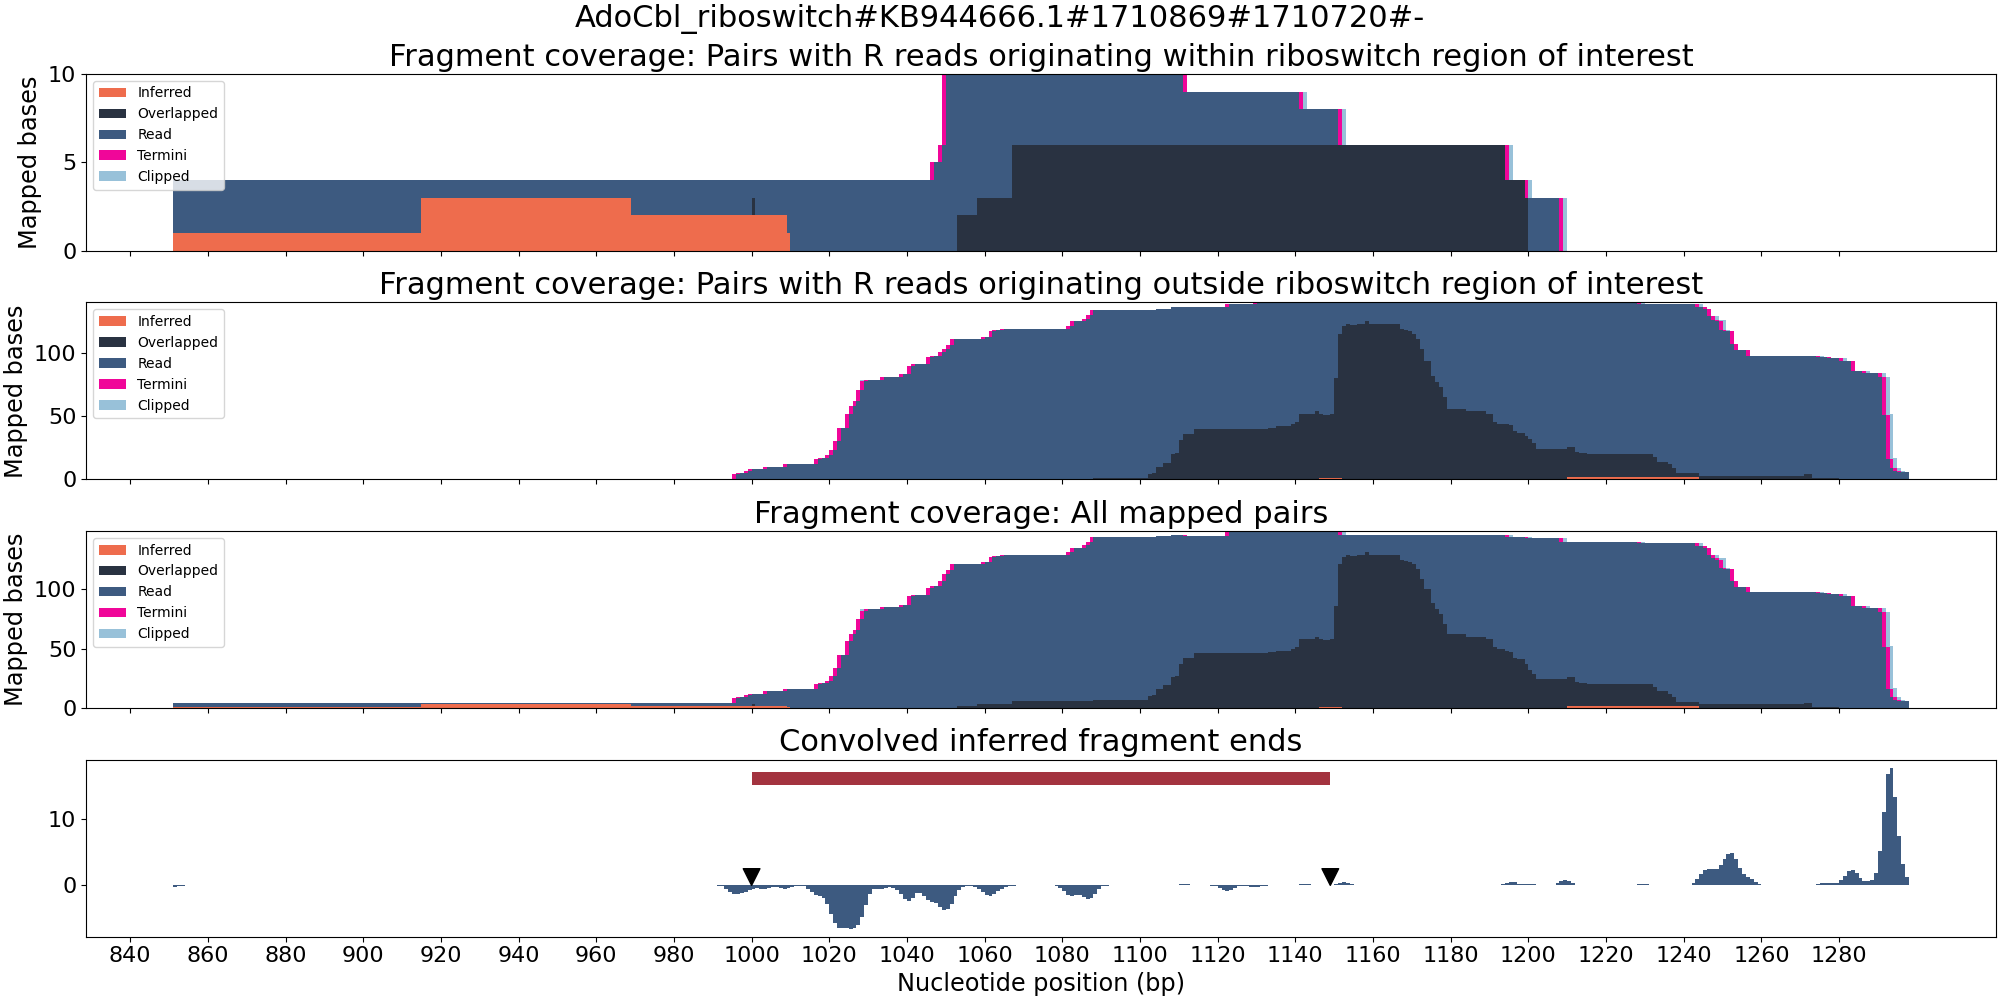 AdoCbl_riboswitch#KB944666.1#1710869#1710720#-
Fragment coverage: Pairs with R reads originating within riboswitch region of interest
Mapped bases
10
5
0
Inferred
Overlapped
Read
Termini
Clipped
Fragment coverage: Pairs with R reads originating outside riboswitch region of interest
Mapped bases
100
50
0
Inferred
Overlapped
Read
Termini
Clipped
Fragment coverage: All mapped pairs
Mapped bases
100
50
0
Inferred
Overlapped
Read
Termini
Clipped
Convolved inferred fragment ends
10
0
840 860 880 900 920 940 960 980 1000 1020 1040 1060 1080 1100 1120 1140 1160 1180 1200 1220 1240 1260 1280
Nucleotide position (bp)